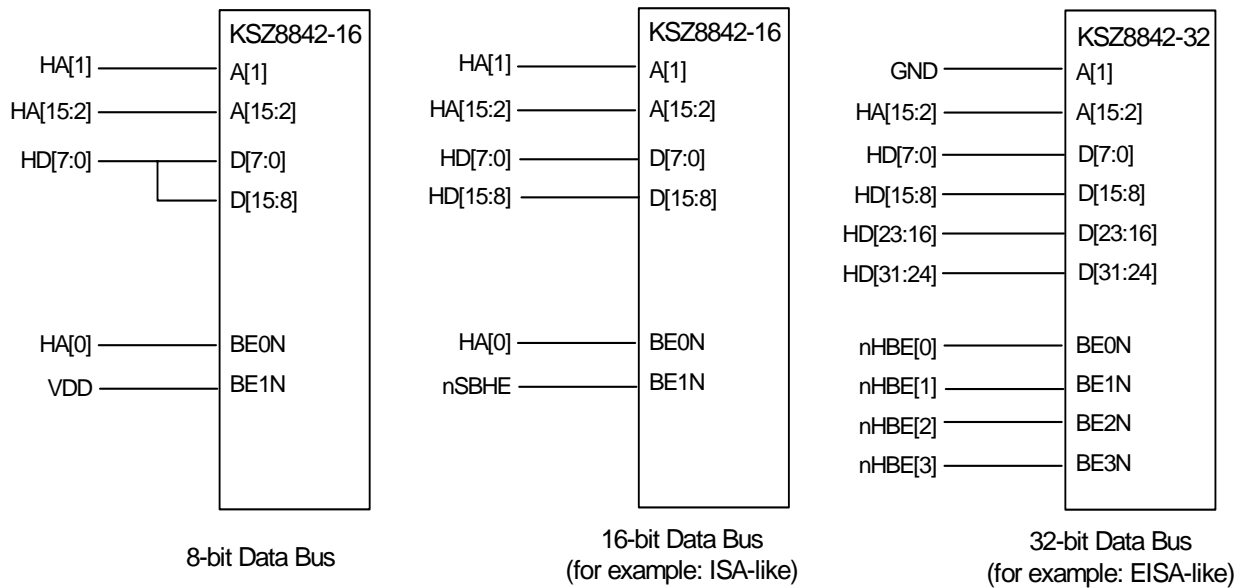 KSZ8842-16
HA[1]
A[1]
HA[15:2]
A[15:2]
HD[7:0]
D[7:0]
D[15:8]
HA[0]
BE0N
VDD
BE1N
8-bit Data Bus
KSZ8842-16
HA[1]
A[1]
HA[15:2]
A[15:2]
HD[7:0]
D[7:0]
HD[15:8]
D[15:8]
HA[0]
BE0N
nSBHE
BE1N
16-bit Data Bus
(for example: ISA-like)
KSZ8842-32
GND
A[1]
HA[15:2]
A[15:2]
HD[7:0]
D[7:0]
HD[15:8]
D[15:8]
HD[23:16]
D[23:16]
HD[31:24]
D[31:24]
nHBE[0]
BE0N
nHBE[1]
BE1N
nHBE[2]
BE2N
nHBE[3]
BE3N
32-bit Data Bus
(for example: EISA-like)